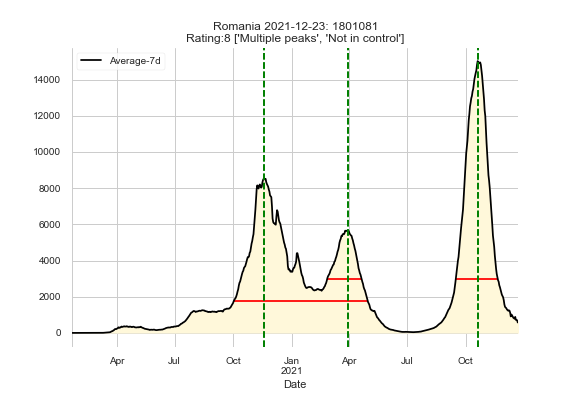 Romania 2021-12-23: 1801081
Rating:8 ['Multiple peaks', 'Not in control']
Average-7d
14000
12000
10000
8000
6000
4000
2000
0
Apr Jul Oct Jan Apr Jul Oct
2021
Date